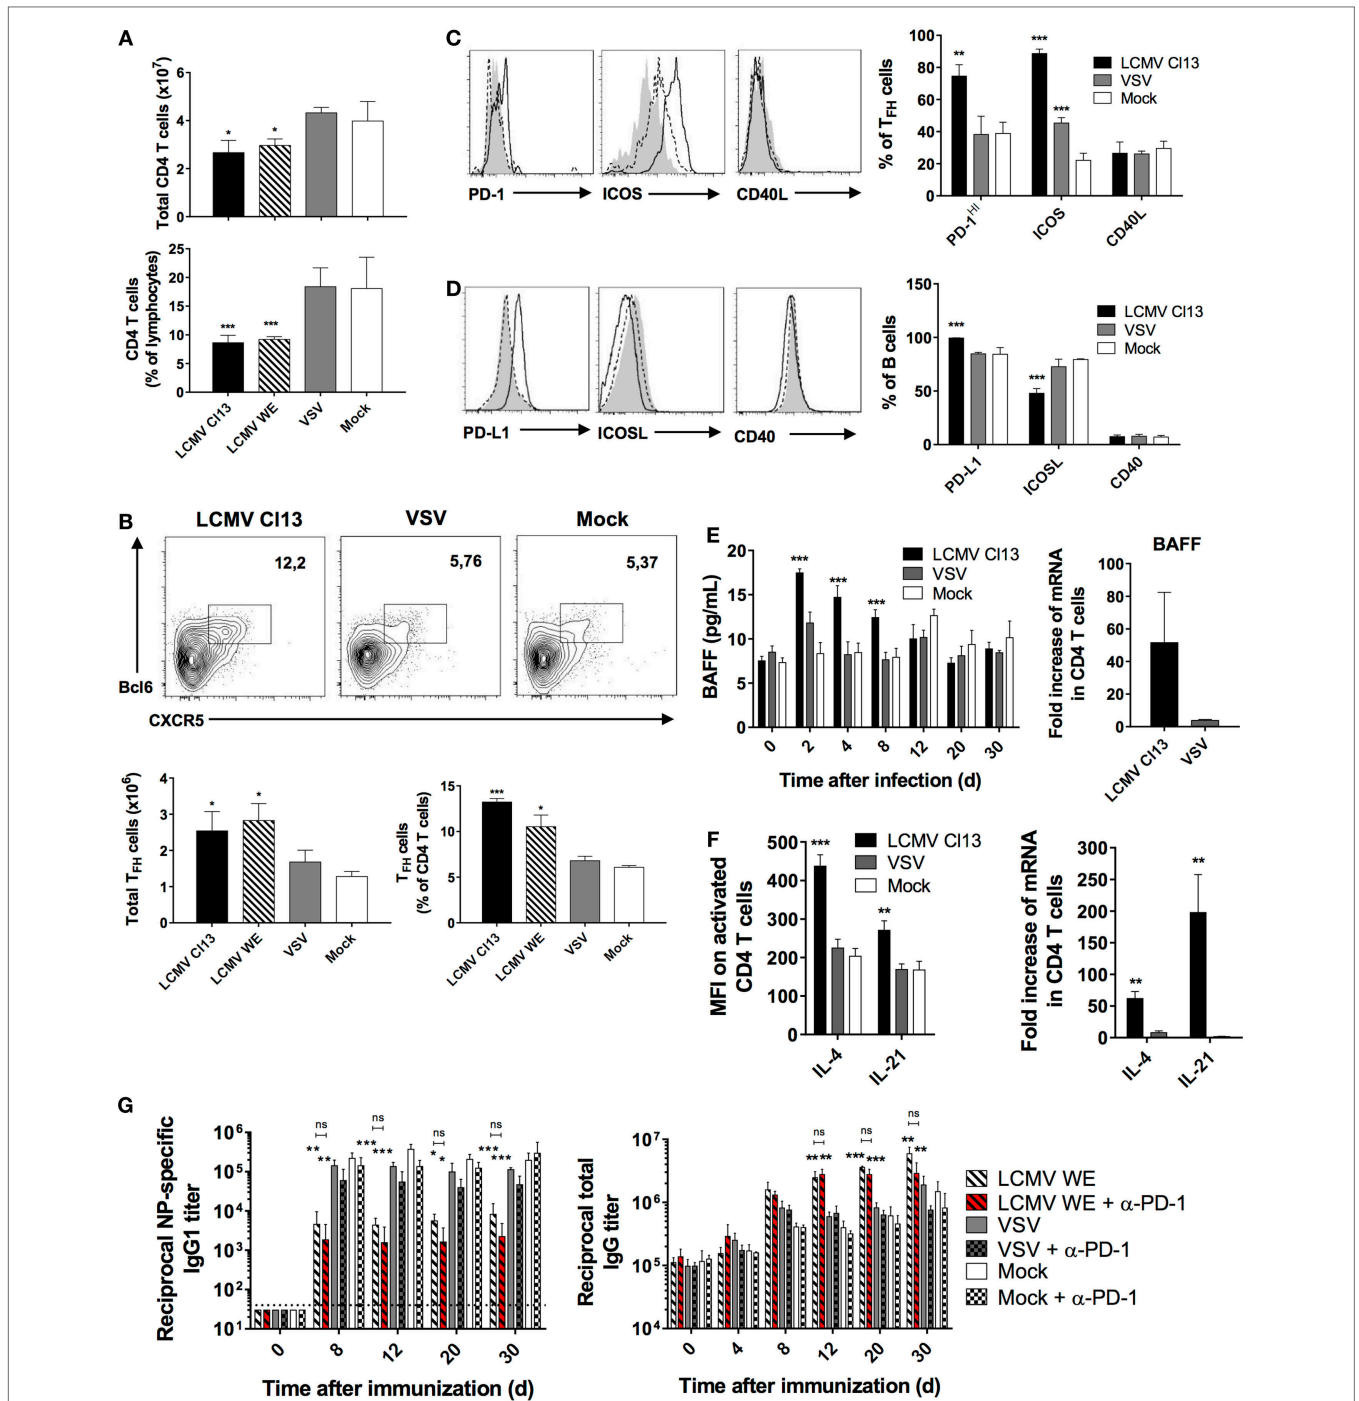 A
Total CD4 T cells (x10⁷)
6
4
2
0
* *
CD4 T cells
(% of lymphocytes)
25
20
15
10
5
0
*** ***
LCMV Cl13
LCMV WE
VSV
Mock
C
PD-1
ICOS
CD40L
% of TFH cells
100
80
60
40
20
0
** *** ***
LCMV Cl13
VSV
Mock
PD-1HI
ICOS
CD40L
D
PD-L1
ICOSL
CD40
% of B cells
150
100
50
0
*** ***
LCMV Cl13
VSV
Mock
PD-L1
ICOSL
CD40
B
LCMV Cl13
VSV
Mock
12,2
5,76
5,37
Bcl6
CXCR5
Total TFH cells (x10⁶)
4
3
2
1
0
* *
LCMV Cl13
LCMV WE
VSV
Mock
TFH cells
(% of CD4 T cells)
15
10
5
0
*** *
LCMV Cl13
LCMV WE
VSV
Mock
E
BAFF (pg/mL)
20
15
10
5
0
*** *** ***
LCMV Cl13
VSV
Mock
0 2 4 8 12 20 30
Time after infection (d)
BAFF
Fold increase of mRNA
in CD4 T cells
100
80
60
40
20
0
LCMV Cl13
VSV
F
MFI on activated
CD4 T cells
500
400
300
200
100
0
*** **
LCMV Cl13
VSV
Mock
IL-4
IL-21
Fold increase of mRNA
in CD4 T cells
300
250
200
150
100
50
0
** **
IL-4
IL-21
G
Reciprocal NP-specific
IgG1 titer
10⁶
10⁵
10⁴
10³
10²
10¹
ns ns ns ns
** ** *** *** * * *** ***
0 8 12 20 30
Time after immunization (d)
Reciprocal total
IgG titer
10⁷
10⁶
10⁵
10⁴
ns ns ns
** ** *** *** ** **
0 4 8 12 20 30
Time after immunization (d)
LCMV WE
LCMV WE + α-PD-1
VSV
VSV + α-PD-1
Mock
Mock + α-PD-1